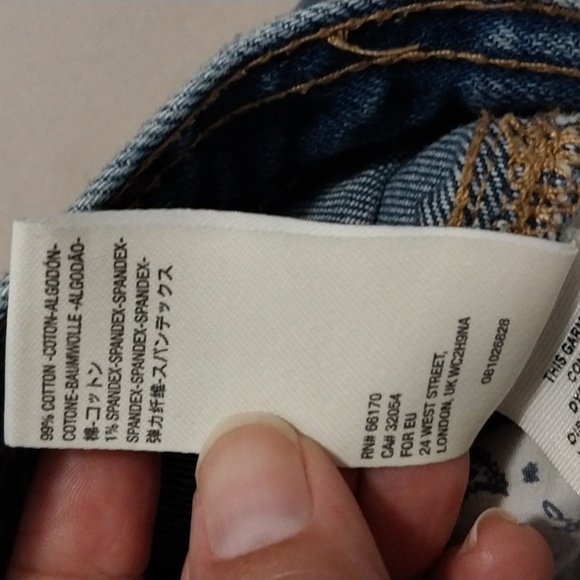 99% COTTON -COTON-ALGODÓN-
COTONE-BAUMWOLLE -ALGODÃO-
棉-コットン
1% SPANDEX-SPANDEX-SPANDEX-
SPANDEX-SPANDEX-SPANDEX-
弹力纤维-スパンデックス
RN# 66170
CA# 32054
FOR EU
24 WEST STREET,
LONDON, UK WC2H9NA
081026828
THIS GAR